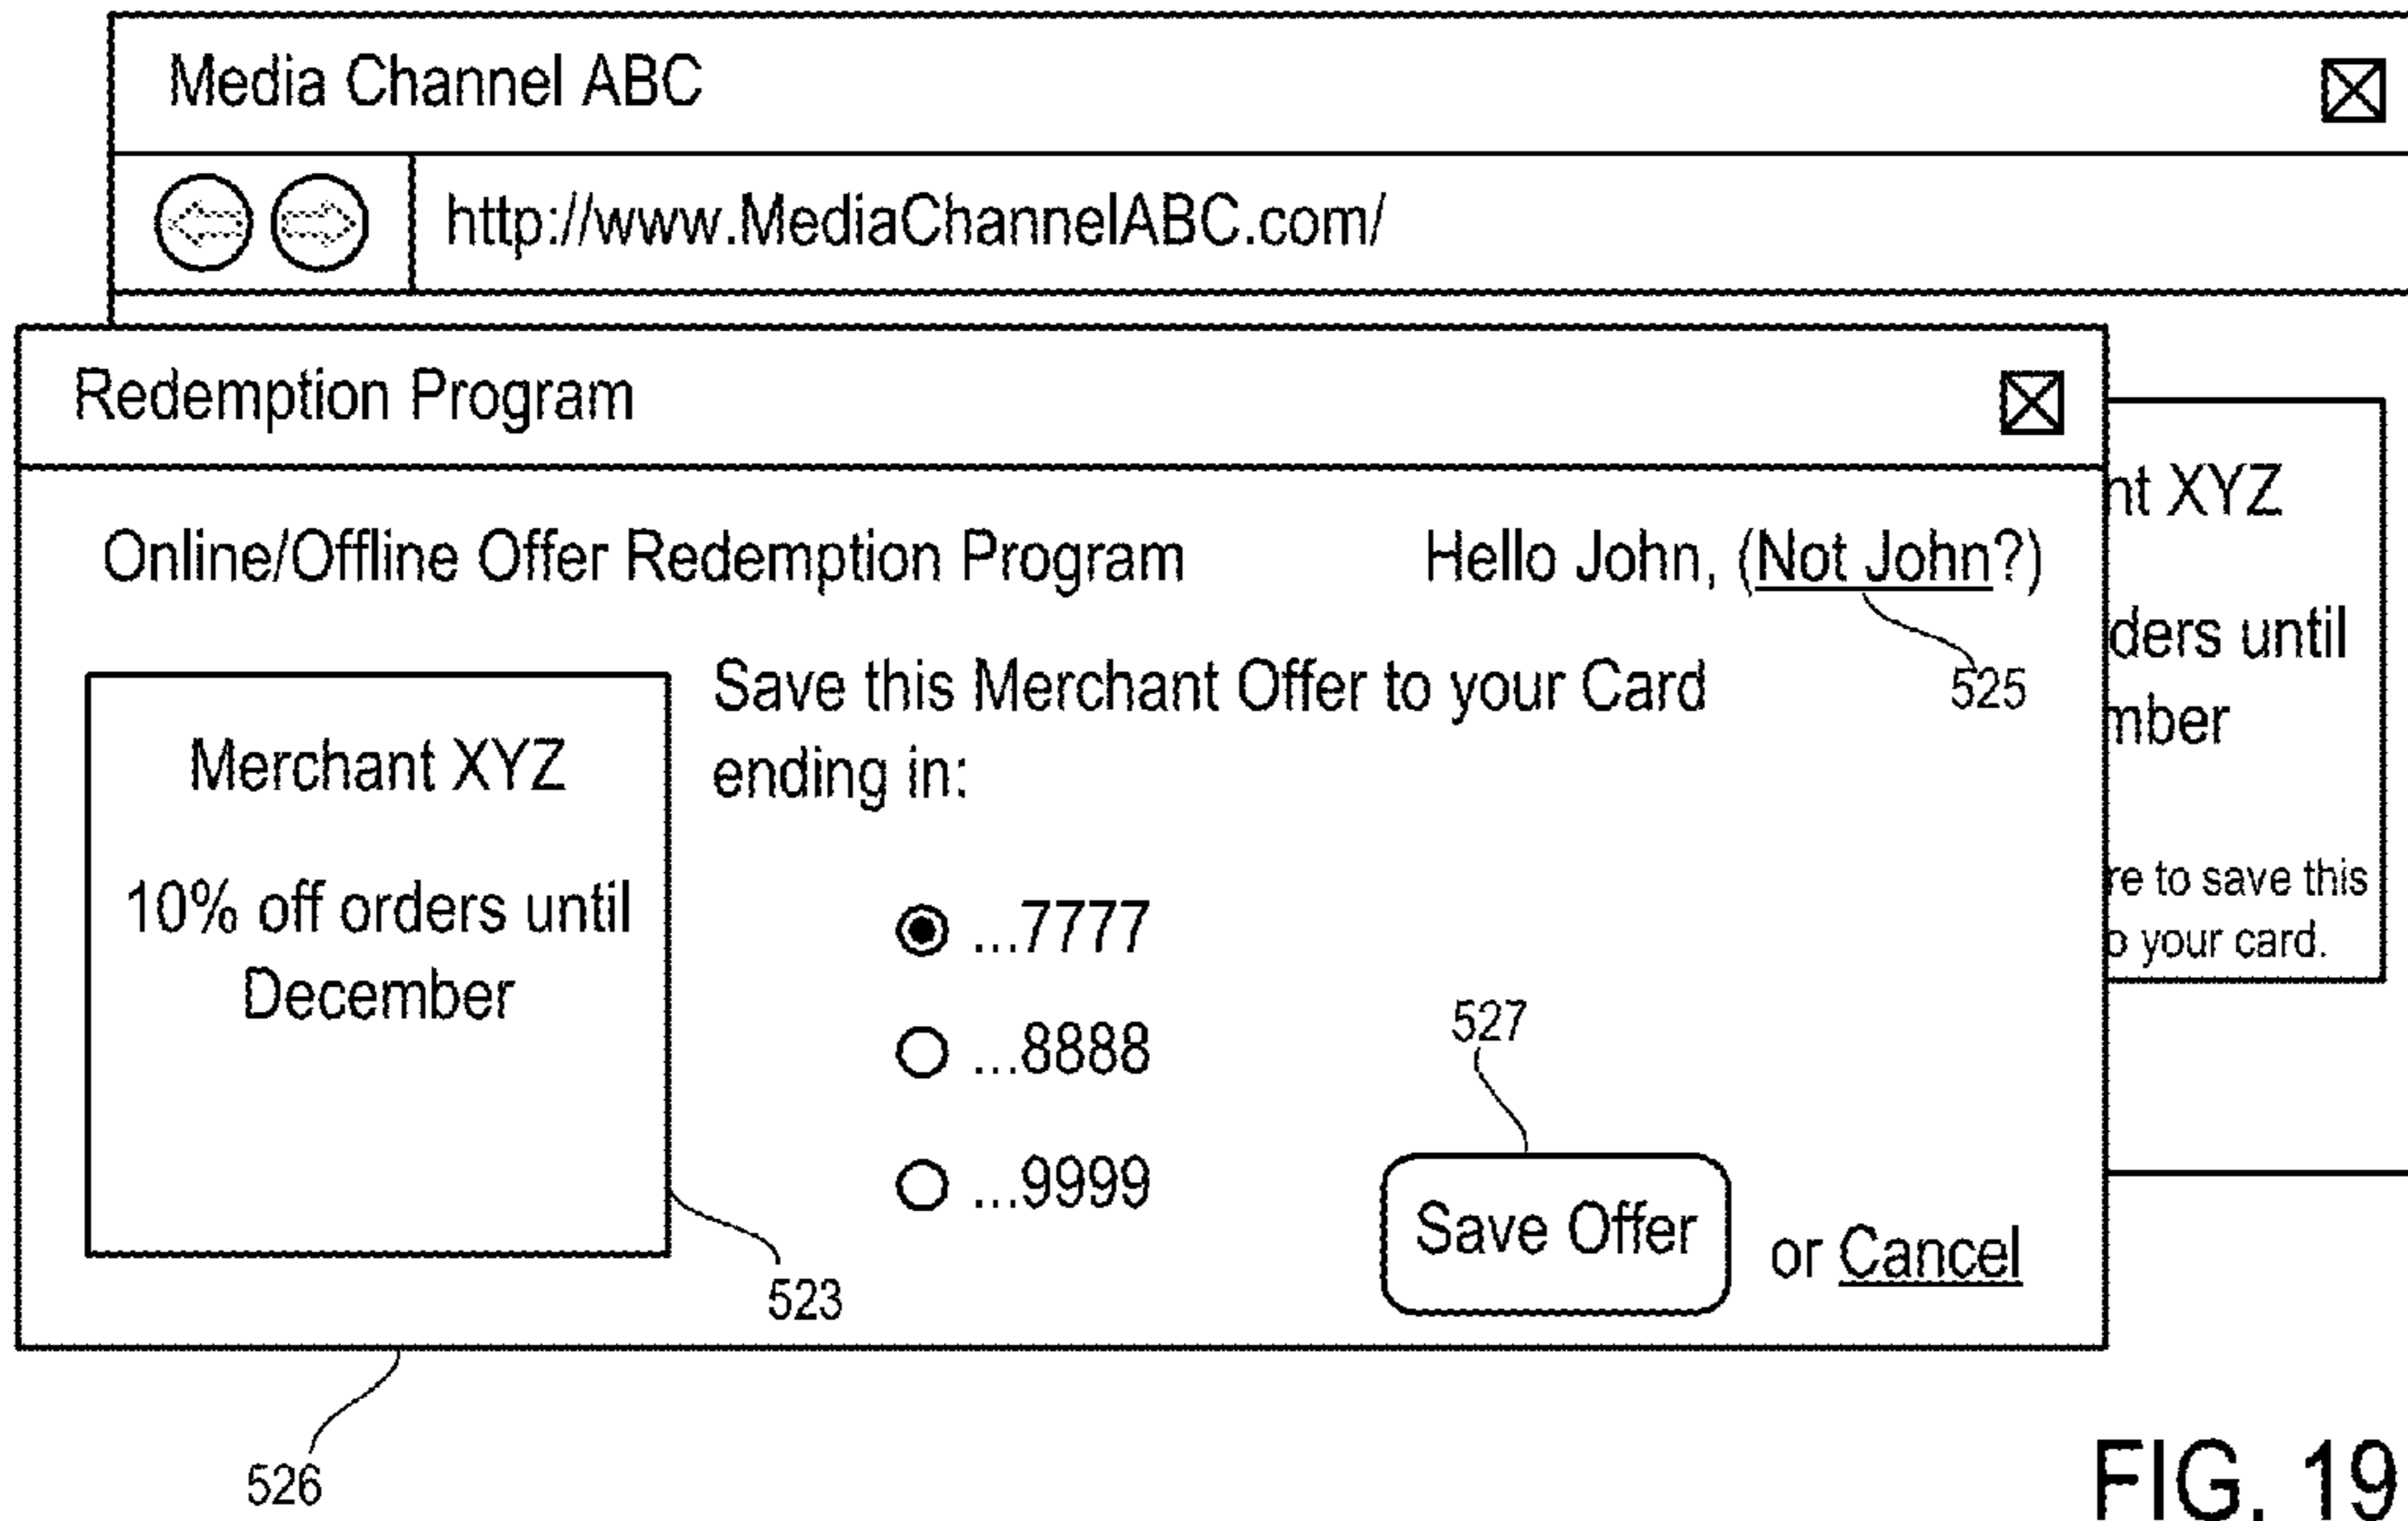 Media Channel ABC
http://www.MediaChannelABC.com/
Redemption Program
Online/Offline Offer Redemption Program
Hello John, (Not John?)
525
Merchant XYZ
10% off orders until
December
523
Save this Merchant Offer to your Card
ending in:
...7777
...8888
...9999
527
Save Offer
or Cancel
nt XYZ
ders until
mber
re to save this
o your card.
526
FIG. 19